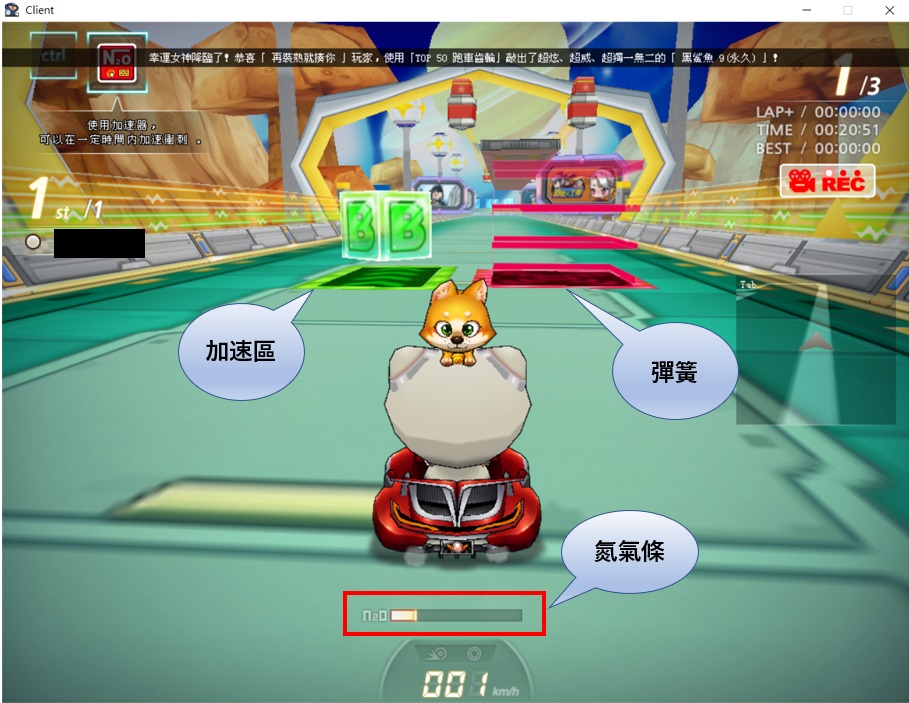 Client
ctrl
N2O
幸運女神降臨了! 恭喜「 再裝熟就揍你 」玩家,使用「TOP 50 跑車齒輪」敲出了超炫、超威、超獨一無二的「 黑鯊魚 9(永久) 」!
使用加速器,
可以在一定時間內加速衝刺 。
1/3
LAP+ / 00:00:00
TIME / 00:20:51
BEST / 00:00:00
REC
1st /1
B B
Tab
加速區
彈簧
氮氣條
N2O
001 km/h